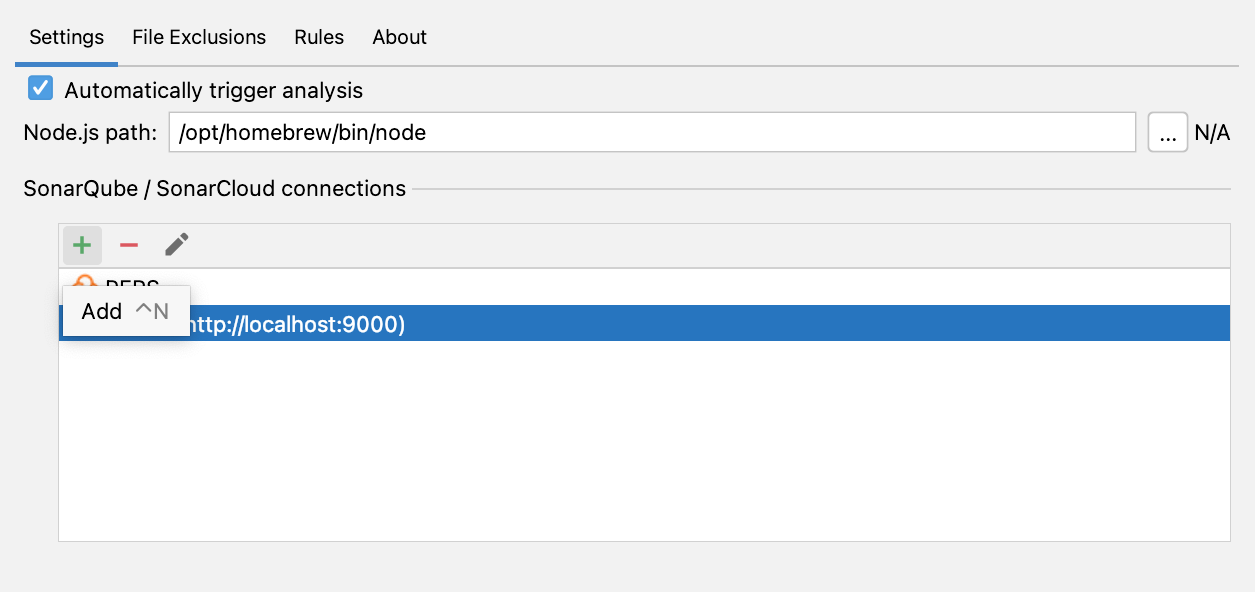 Settings File Exclusions Rules About
Automatically trigger analysis
Node.js path: /opt/homebrew/bin/node ... N/A
SonarQube / SonarCloud connections
Add ^N
http://localhost:9000)